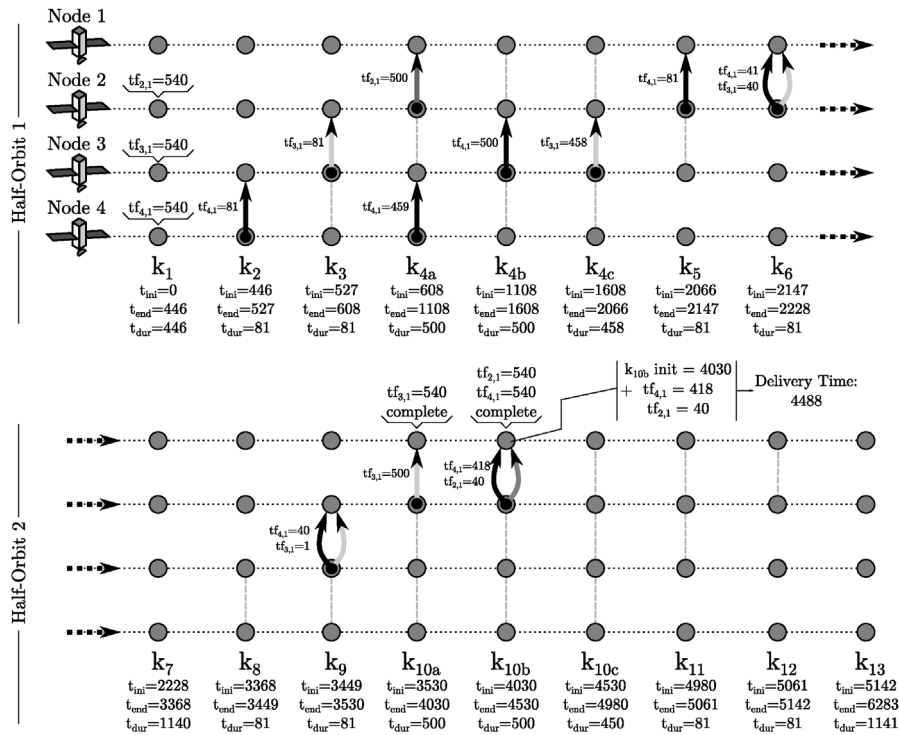 Half-Orbit 1
Node 1
Node 2
Node 3
Node 4
tf2,1=540
tf3,1=540
tf4,1=540
tf4,1=81
tf3,1=81
tf2,1=500
tf4,1=459
tf4,1=500
tf3,1=458
tf4,1=81
tf4,1=41
tf3,1=40
k1
tini=0
tend=446
tdur=446
k2
tini=446
tend=527
tdur=81
k3
tini=527
tend=608
tdur=81
k4a
tini=608
tend=1108
tdur=500
k4b
tini=1108
tend=1608
tdur=500
k4c
tini=1608
tend=2066
tdur=458
k5
tini=2066
tend=2147
tdur=81
k6
tini=2147
tend=2228
tdur=81
Half-Orbit 2
tf3,1=540
complete
tf2,1=540
tf4,1=540
complete
k10b init = 4030
+ tf4,1 = 418
tf2,1 = 40
Delivery Time:
4488
tf4,1=40
tf3,1=1
tf3,1=500
tf4,1=418
tf2,1=40
k7
tini=2228
tend=3368
tdur=1140
k8
tini=3368
tend=3449
tdur=81
k9
tini=3449
tend=3530
tdur=81
k10a
tini=3530
tend=4030
tdur=500
k10b
tini=4030
tend=4530
tdur=500
k10c
tini=4530
tend=4980
tdur=450
k11
tini=4980
tend=5061
tdur=81
k12
tini=5061
tend=5142
tdur=81
k13
tini=5142
tend=6283
tdur=1141